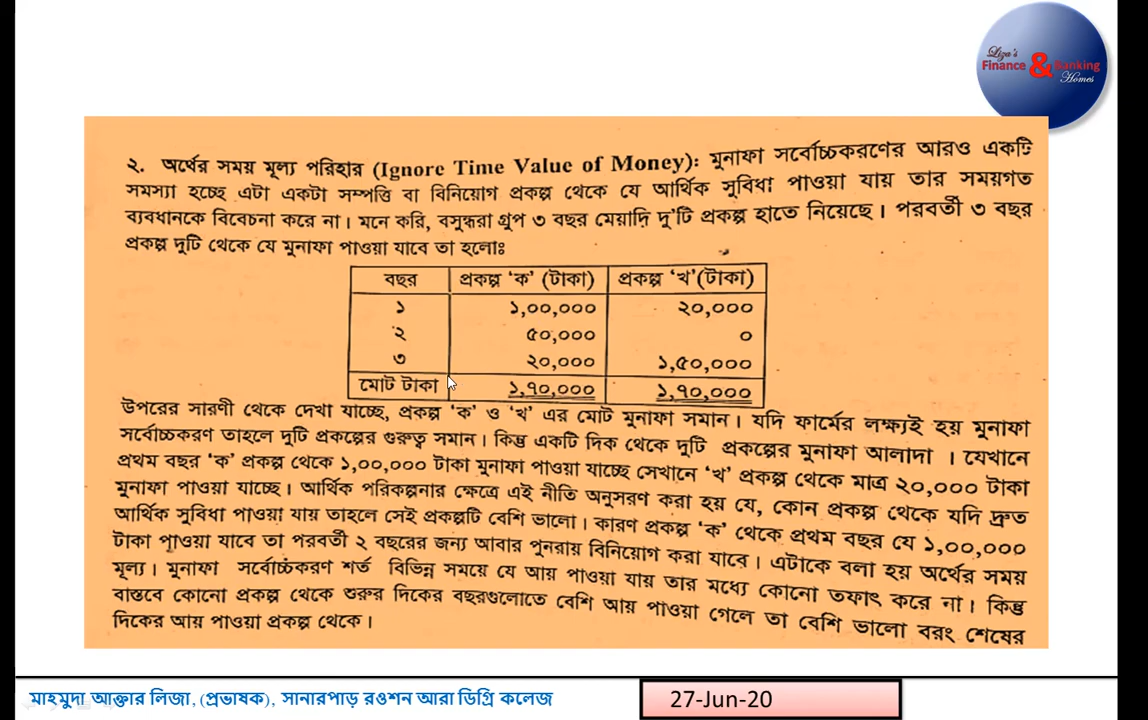 Liza's
Finance & Banking
Homes
২. অর্থের সময় মূল্য পরিহার (Ignore Time Value of Money): মুনাফা সর্বোচ্চকরণের আরও একটি
সমস্যা হচ্ছে এটা একটা সম্পত্তি বা বিনিয়োগ প্রকল্প থেকে যে আর্থিক সুবিধা পাওয়া যায় তার সময়গত
ব্যবধানকে বিবেচনা করে না। মনে করি, বসুন্ধরা গ্রুপ ৩ বছর মেয়াদি দু'টি প্রকল্প হাতে নিয়েছে। পরবর্তী ৩ বছর
প্রকল্প দুটি থেকে যে মুনাফা পাওয়া যাবে তা হলোঃ
বছর প্রকল্প ‘ক’ (টাকা) প্রকল্প ‘খ’(টাকা)
১ ১,০০,০০০ ২০,০০০
২ ৫০,০০০ ০
৩ ২০,০০০ ১,৫০,০০০
মোট টাকা ১,৭০,০০০ ১,৭০,০০০
উপরের সারণী থেকে দেখা যাচ্ছে, প্রকল্প ‘ক’ ও ‘খ’ এর মোট মুনাফা সমান। যদি ফার্মের লক্ষ্যই হয় মুনাফা
সর্বোচ্চকরণ তাহলে দুটি প্রকল্পের গুরুত্ব সমান। কিন্তু একটি দিক থেকে দুটি প্রকল্পের মুনাফা আলাদা । যেখানে
প্রথম বছর ‘ক’ প্রকল্প থেকে ১,০০,০০০ টাকা মুনাফা পাওয়া যাচ্ছে সেখানে ‘খ’ প্রকল্প থেকে মাত্র ২০,০০০ টাকা
মুনাফা পাওয়া যাচ্ছে। আর্থিক পরিকল্পনার ক্ষেত্রে এই নীতি অনুসরণ করা হয় যে, কোন প্রকল্প থেকে যদি দ্রুত
আর্থিক সুবিধা পাওয়া যায় তাহলে সেই প্রকল্পটি বেশি ভালো। কারণ প্রকল্প ‘ক’ থেকে প্রথম বছর যে ১,০০,০০০
টাকা পাওয়া যাবে তা পরবর্তী ২ বছরের জন্য আবার পুনরায় বিনিয়োগ করা যাবে। এটাকে বলা হয় অর্থের সময়
মূল্য। মুনাফা সর্বোচ্চকরণ শর্ত বিভিন্ন সময়ে যে আয় পাওয়া যায় তার মধ্যে কোনো তফাৎ করে না। কিন্তু
বাস্তবে কোনো প্রকল্প থেকে শুরুর দিকের বছরগুলোতে বেশি আয় পাওয়া গেলে তা বেশি ভালো বরং শেষের
দিকের আয় পাওয়া প্রকল্প থেকে।
মাহমুদা আক্তার লিজা, (প্রভাষক), সানারপাড় রওশন আরা ডিগ্রি কলেজ
27-Jun-20